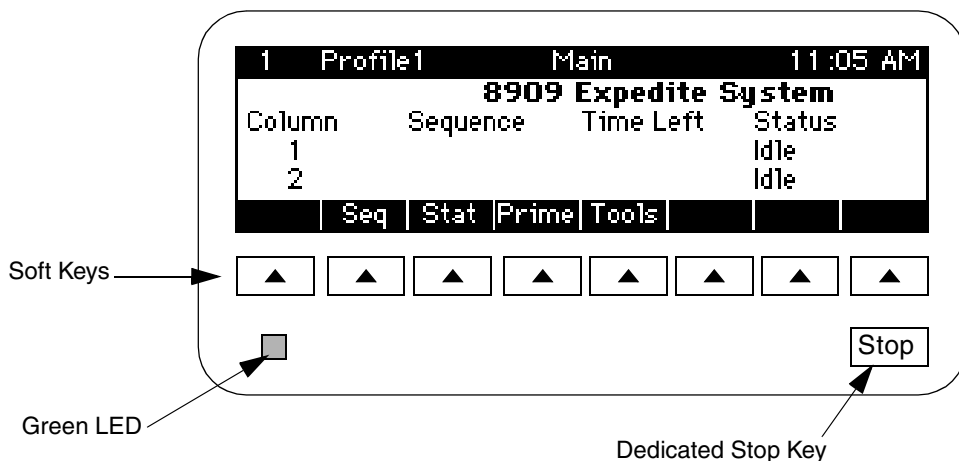 1 Profile1 Main 11:05 AM
8909 Expedite System
Column Sequence Time Left Status
1 Idle
2 Idle
Seq Stat Prime Tools
Soft Keys
Stop
Green LED
Dedicated Stop Key